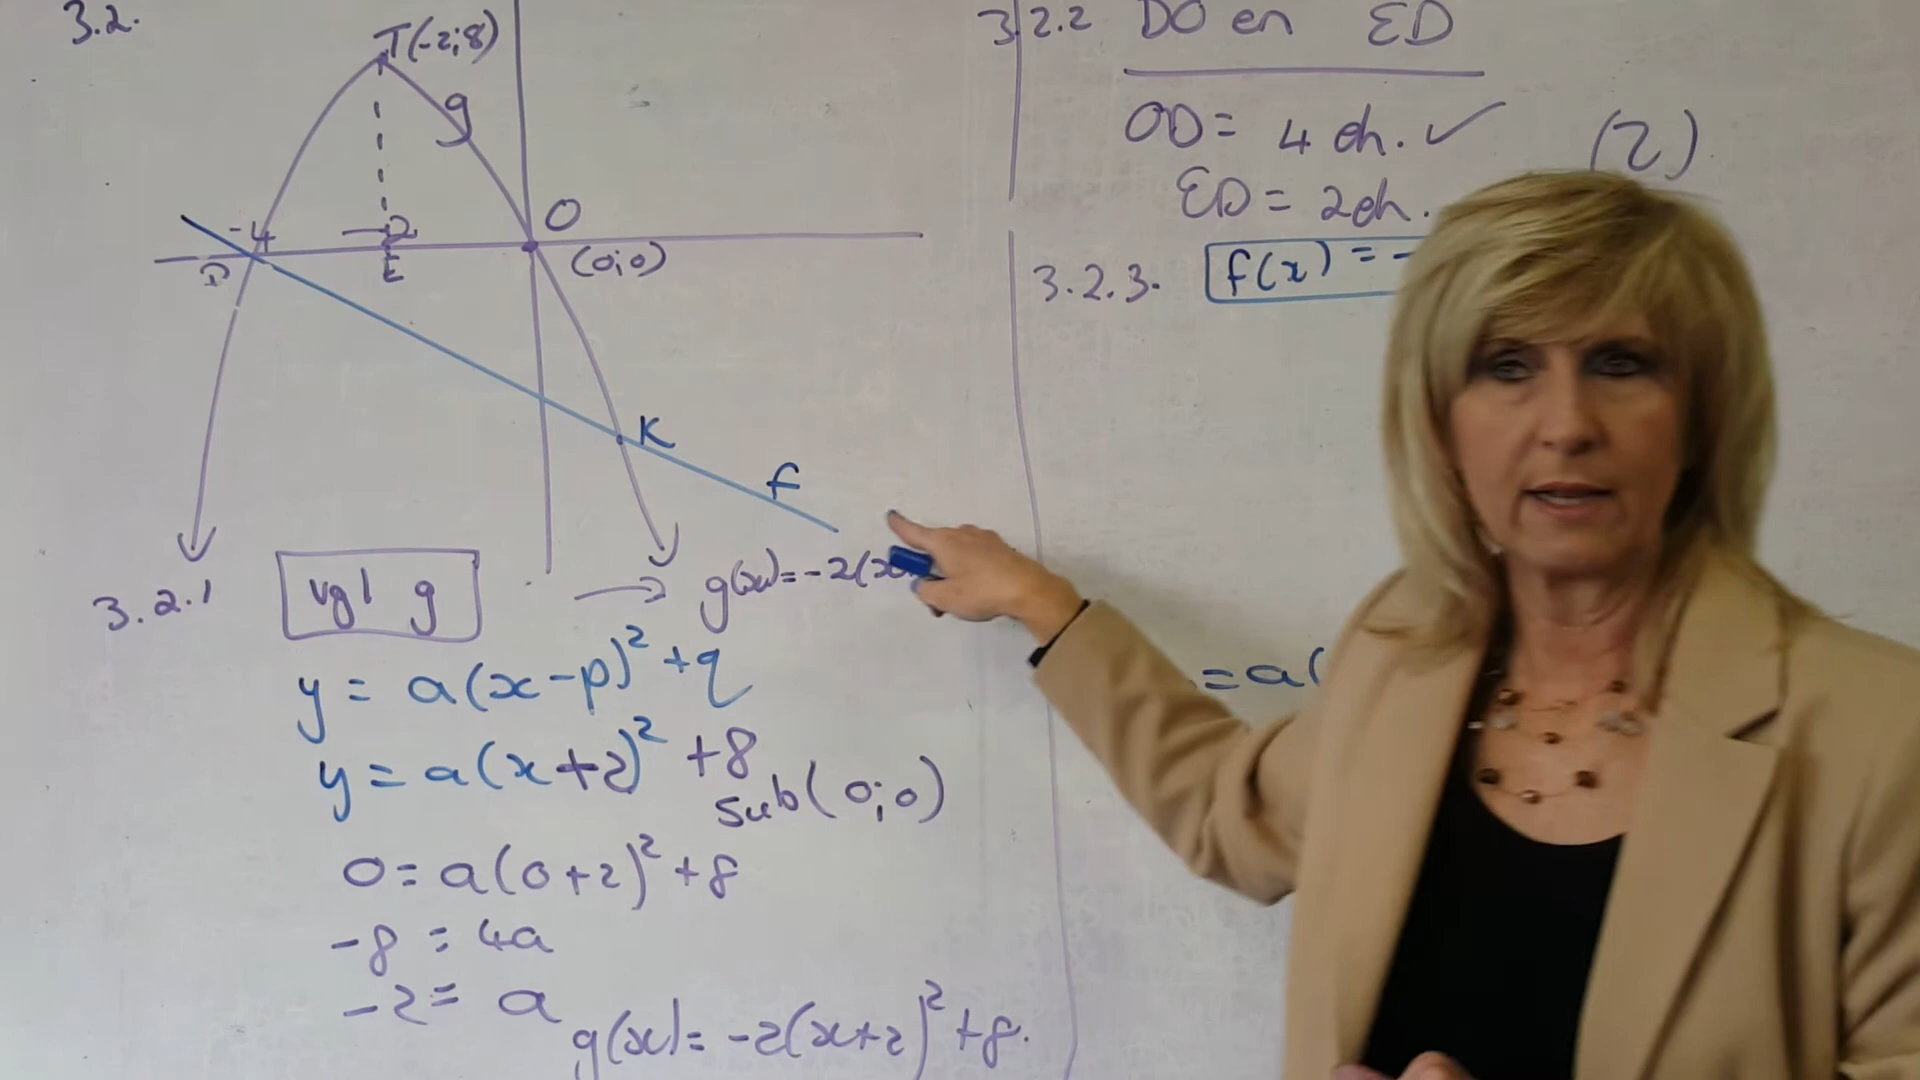 3.2.
T(-2;8)
g
-4
-2
O
D
E
(0;0)
K
f
3.2.1
vgl g
→ g(x)=-2(x
y = a(x-p)²+q
y = a(x+2)² +8
sub(0;0)
0=a(0+2)²+8
-8 = 4a
-2 = a
g(x)= -2(x+2)²+8.
3.2.2 DO en ED
OD= 4 eh. ✓ (2)
ED= 2eh.
3.2.3. f(x) = -
=a(